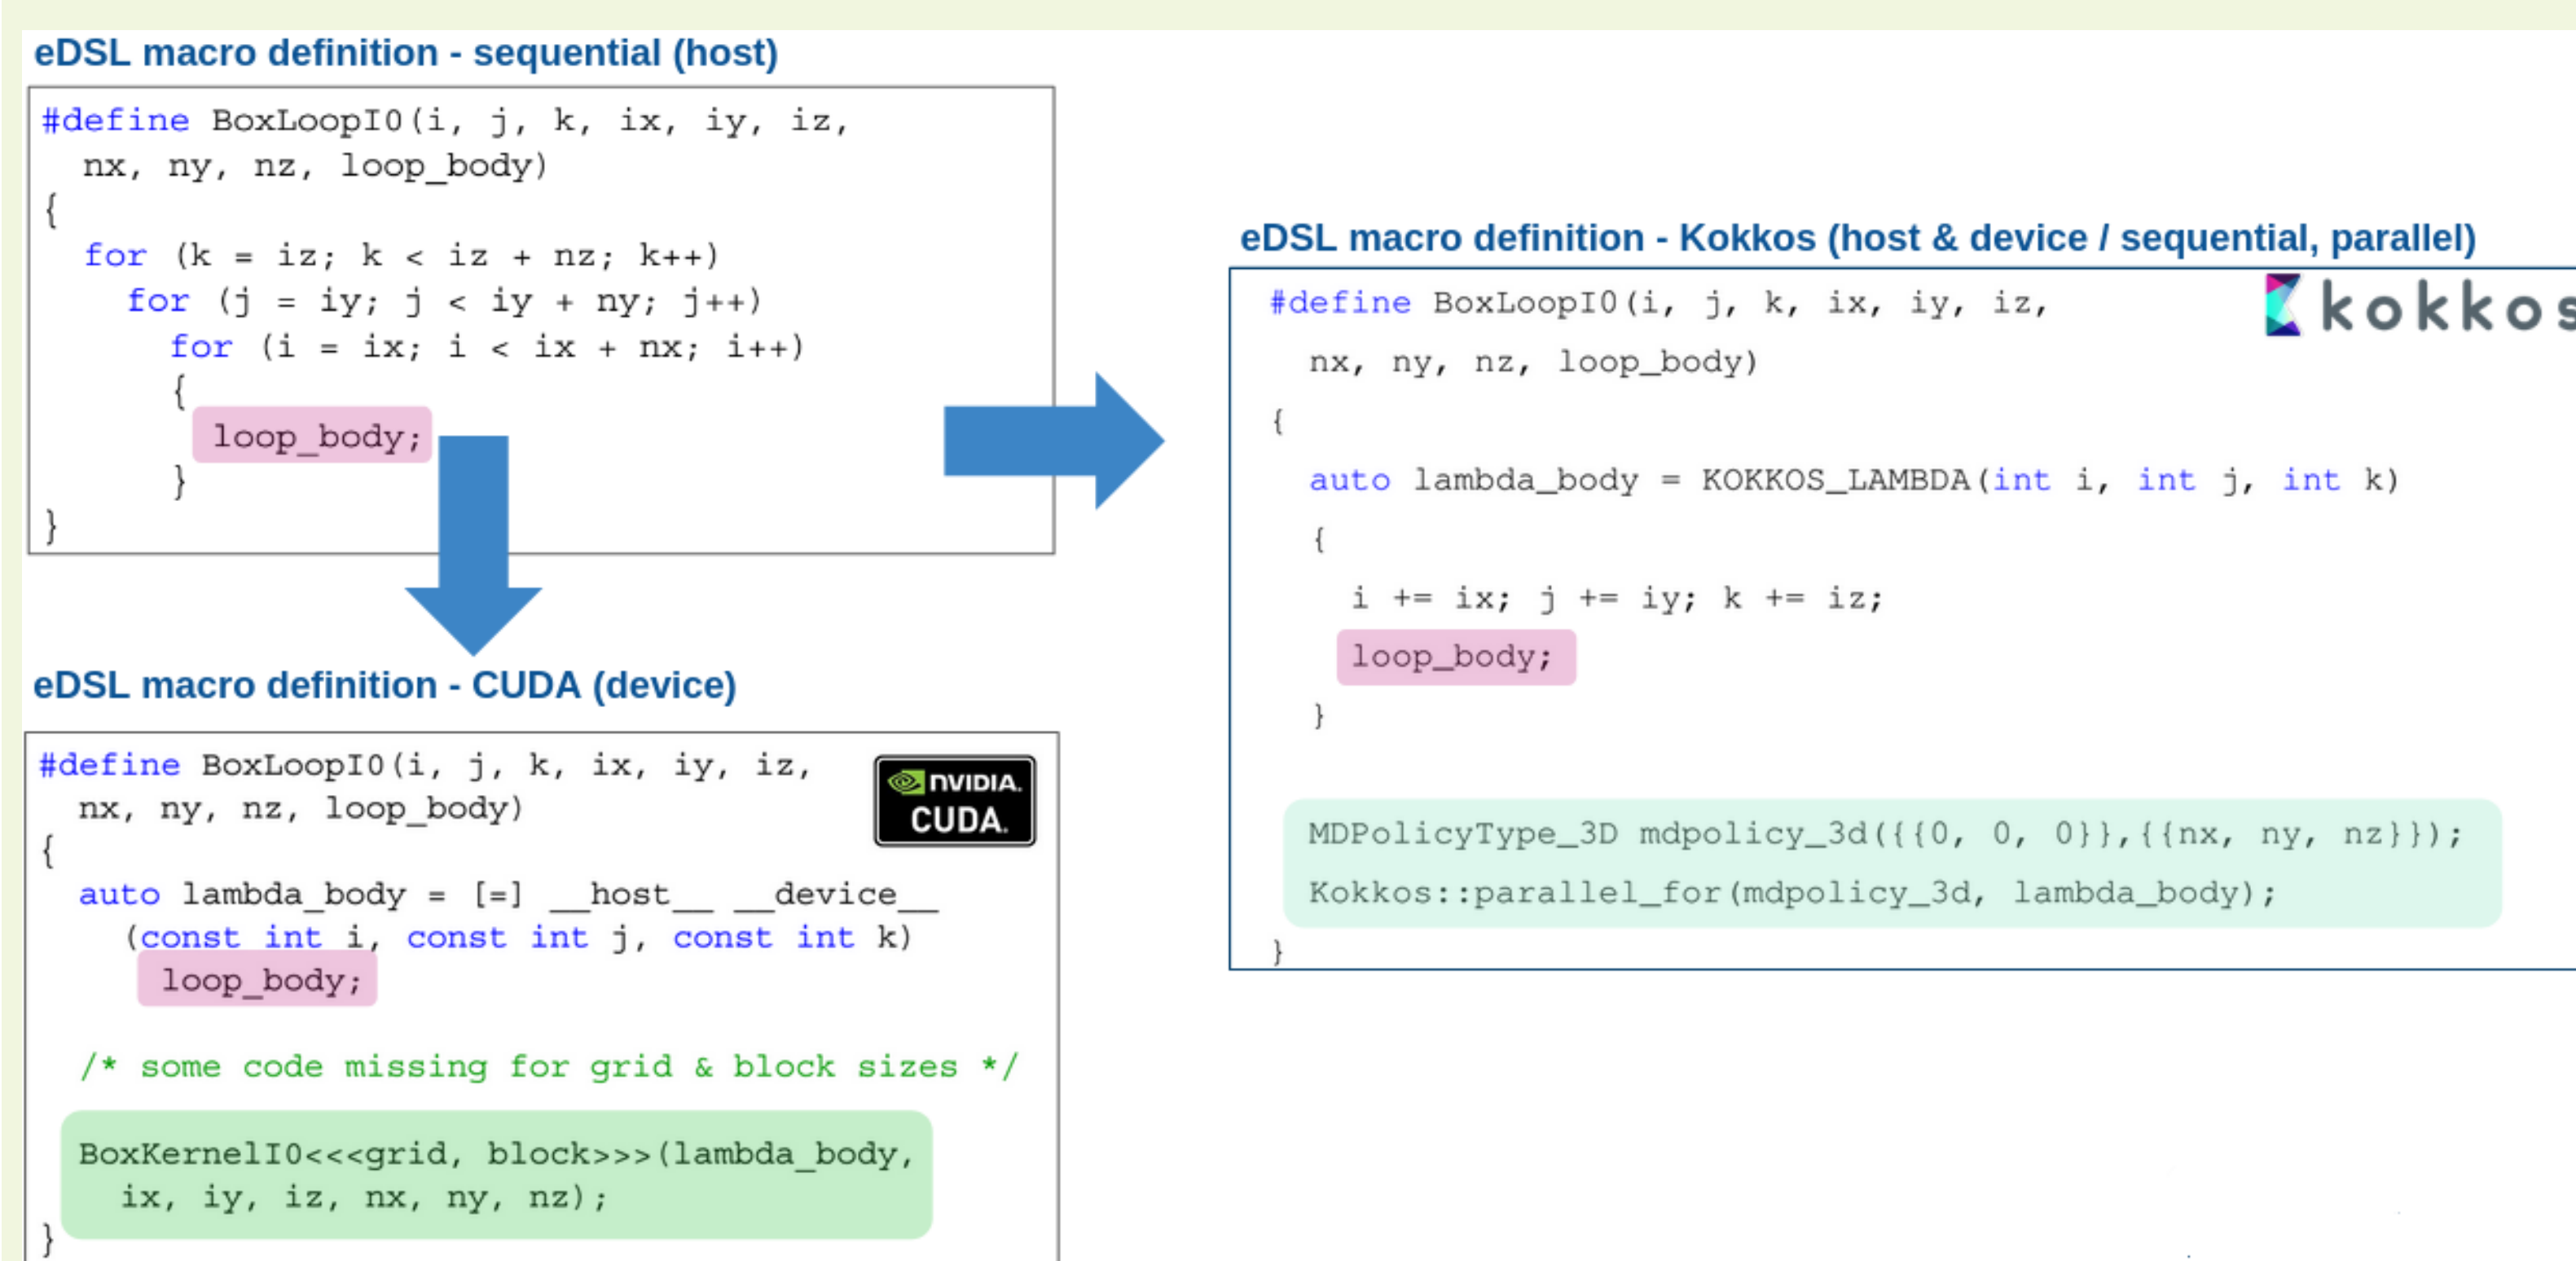 eDSL macro definition - sequential (host)
#define BoxLoopI0(i, j, k, ix, iy, iz,
nx, ny, nz, loop_body)
{
for (k = iz; k < iz + nz; k++)
for (j = iy; j < iy + ny; j++)
for (i = ix; i < ix + nx; i++)
{
loop_body;
}
}
eDSL macro definition - CUDA (device)
#define BoxLoopI0(i, j, k, ix, iy, iz,
nx, ny, nz, loop_body)
{
auto lambda_body = [=] __host__ __device__
(const int i, const int j, const int k)
loop_body;
/* some code missing for grid & block sizes */
BoxKernelI0<<<grid, block>>>(lambda_body,
ix, iy, iz, nx, ny, nz);
}
NVIDIA.
CUDA.
eDSL macro definition - Kokkos (host & device / sequential, parallel)
kokkos
#define BoxLoopI0(i, j, k, ix, iy, iz,
nx, ny, nz, loop_body)
{
auto lambda_body = KOKKOS_LAMBDA(int i, int j, int k)
{
i += ix; j += iy; k += iz;
loop_body;
}
MDPolicyType_3D mdpolicy_3d({{0, 0, 0}},{{nx, ny, nz}});
Kokkos::parallel_for(mdpolicy_3d, lambda_body);
}